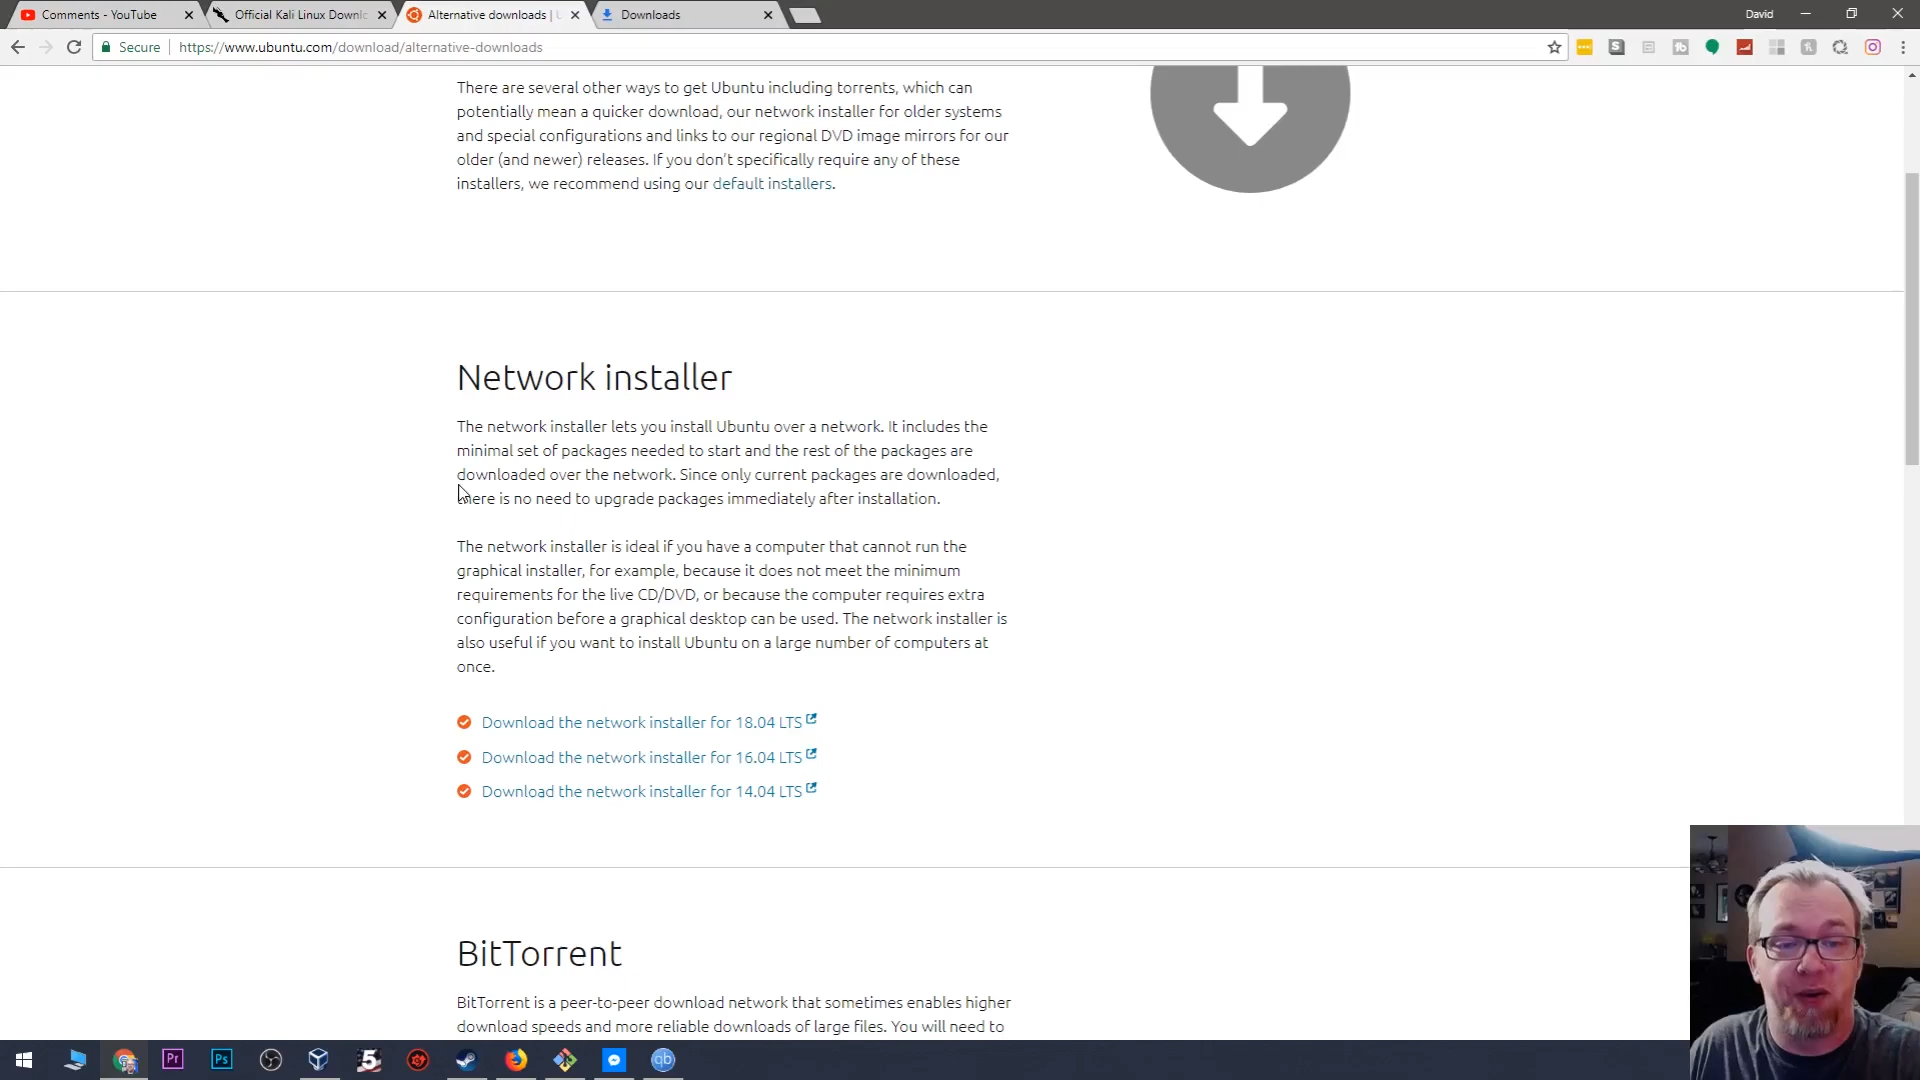 Comments - YouTube
Official Kali Linux Downlo
Alternative downloads | U
Downloads
David
Secure
https://www.ubuntu.com/download/alternative-downloads
There are several other ways to get Ubuntu including torrents, which can
potentially mean a quicker download, our network installer for older systems
and special configurations and links to our regional DVD image mirrors for our
older (and newer) releases. If you don’t specifically require any of these
installers, we recommend using our default installers.
Network installer
The network installer lets you install Ubuntu over a network. It includes the
minimal set of packages needed to start and the rest of the packages are
downloaded over the network. Since only current packages are downloaded,
there is no need to upgrade packages immediately after installation.
The network installer is ideal if you have a computer that cannot run the
graphical installer, for example, because it does not meet the minimum
requirements for the live CD/DVD, or because the computer requires extra
configuration before a graphical desktop can be used. The network installer is
also useful if you want to install Ubuntu on a large number of computers at
once.
Download the network installer for 18.04 LTS
Download the network installer for 16.04 LTS
Download the network installer for 14.04 LTS
BitTorrent
BitTorrent is a peer-to-peer download network that sometimes enables higher
download speeds and more reliable downloads of large files. You will need to
Pr
Ps
5
qb